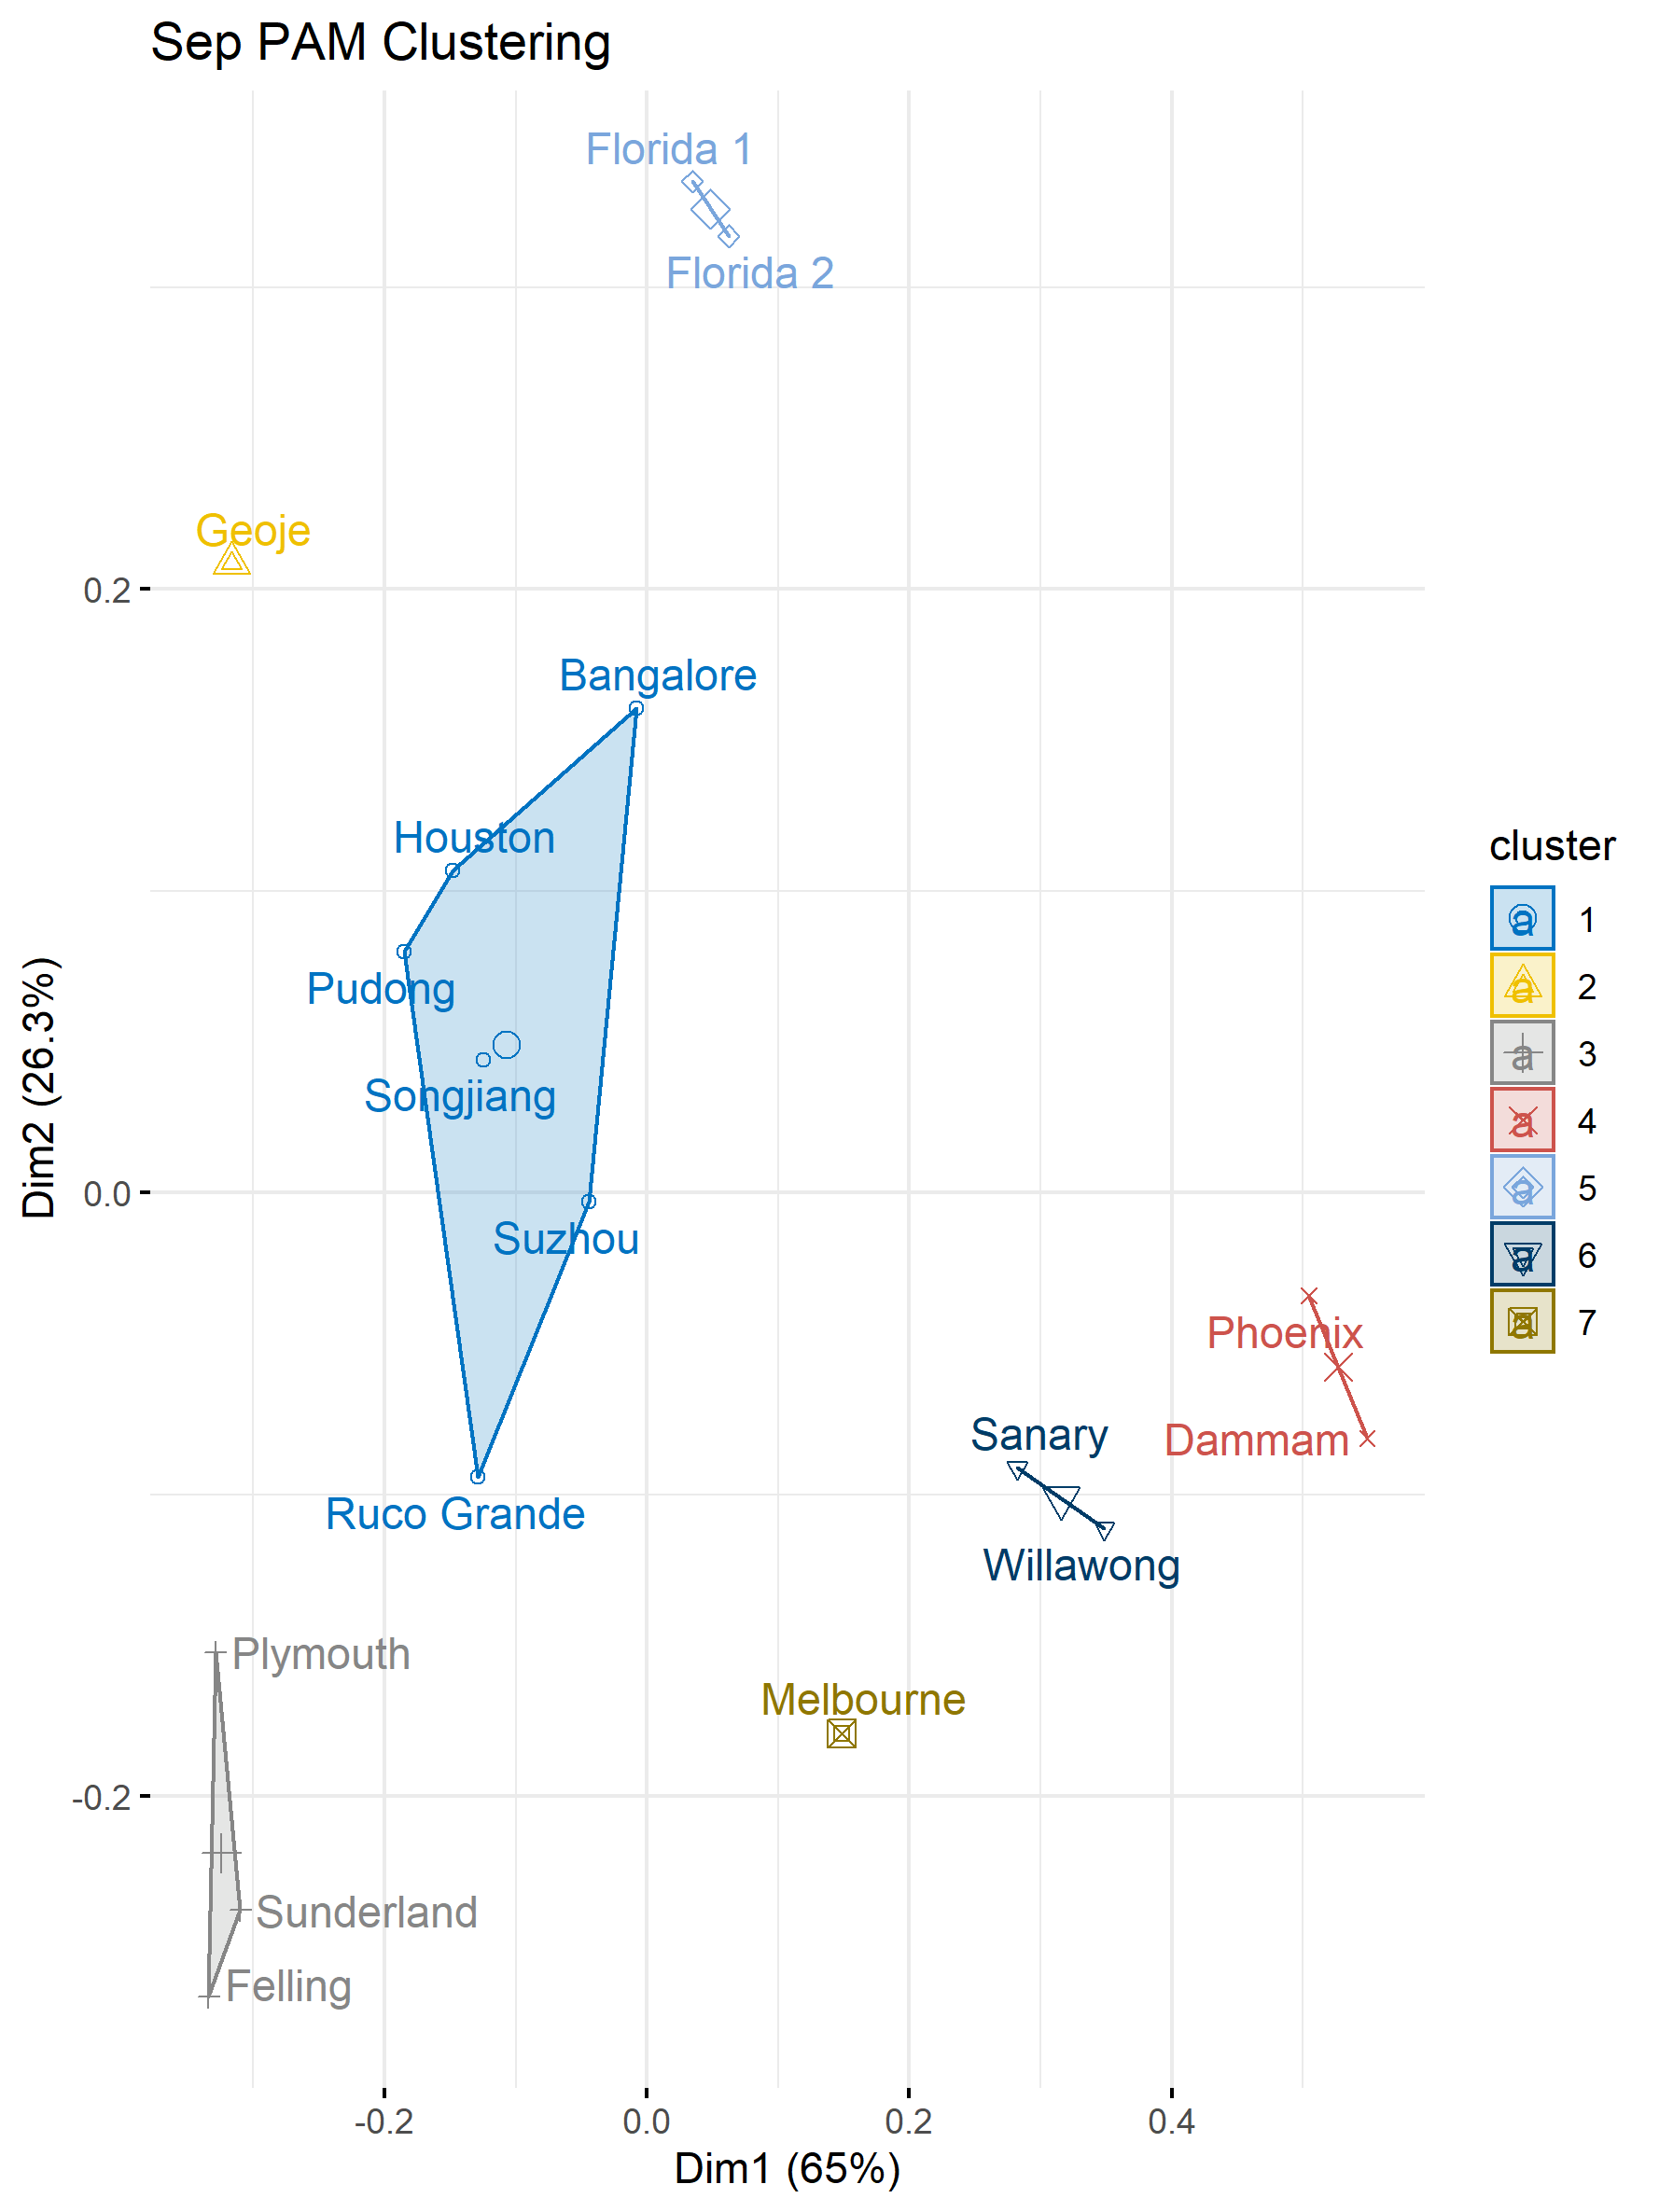 Sep PAM Clustering
Florida 1
Florida 2
Geoje
0.2
Bangalore
Houston
cluster
a 1
Pudong
a 2
a 3
Songjiang
a 4
Dim2 (26.3%)
0.0
a 5
Suzhou
a 6
Phoenix
a 7
Sanary
Dammam
Ruco Grande
Willawong
Plymouth
Melbourne
-0.2
Sunderland
Felling
-0.2 0.0 0.2 0.4
Dim1 (65%)